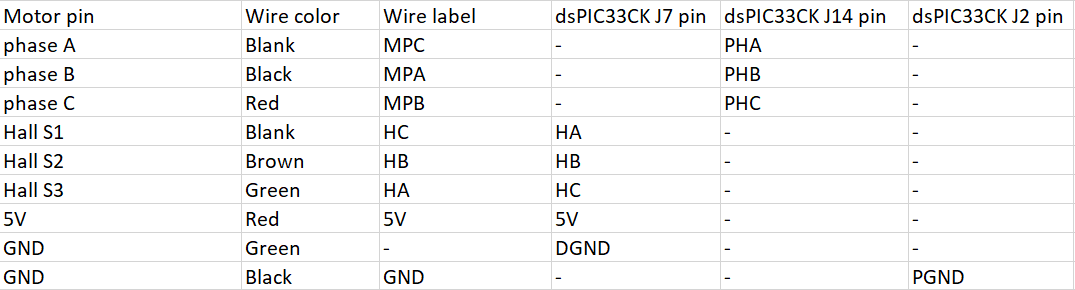 Motor pin Wire color Wire label dsPIC33CK J7 pin dsPIC33CK J14 pin dsPIC33CK J2 pin
phase A Blank MPC - PHA -
phase B Black MPA - PHB -
phase C Red MPB - PHC -
Hall S1 Blank HC HA - -
Hall S2 Brown HB HB - -
Hall S3 Green HA HC - -
5V Red 5V 5V - -
GND Green - DGND - -
GND Black GND - - PGND